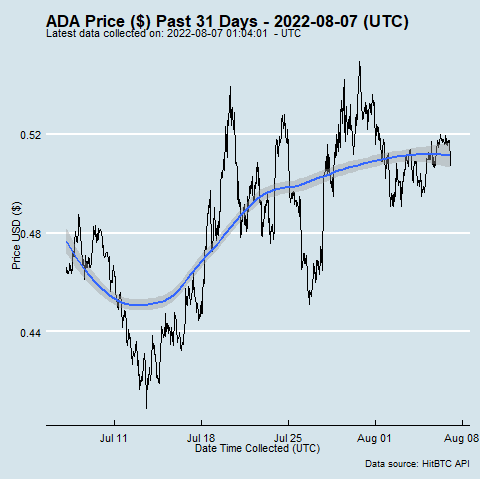 ADA Price ($) Past 31 Days - 2022-08-07 (UTC)
Latest data collected on: 2022-08-07 01:04:01 - UTC
Price USD ($)
0.52
0.48
0.44
Jul 11
Jul 18
Jul 25
Aug 01
Aug 08
Date Time Collected (UTC)
Data source: HitBTC API